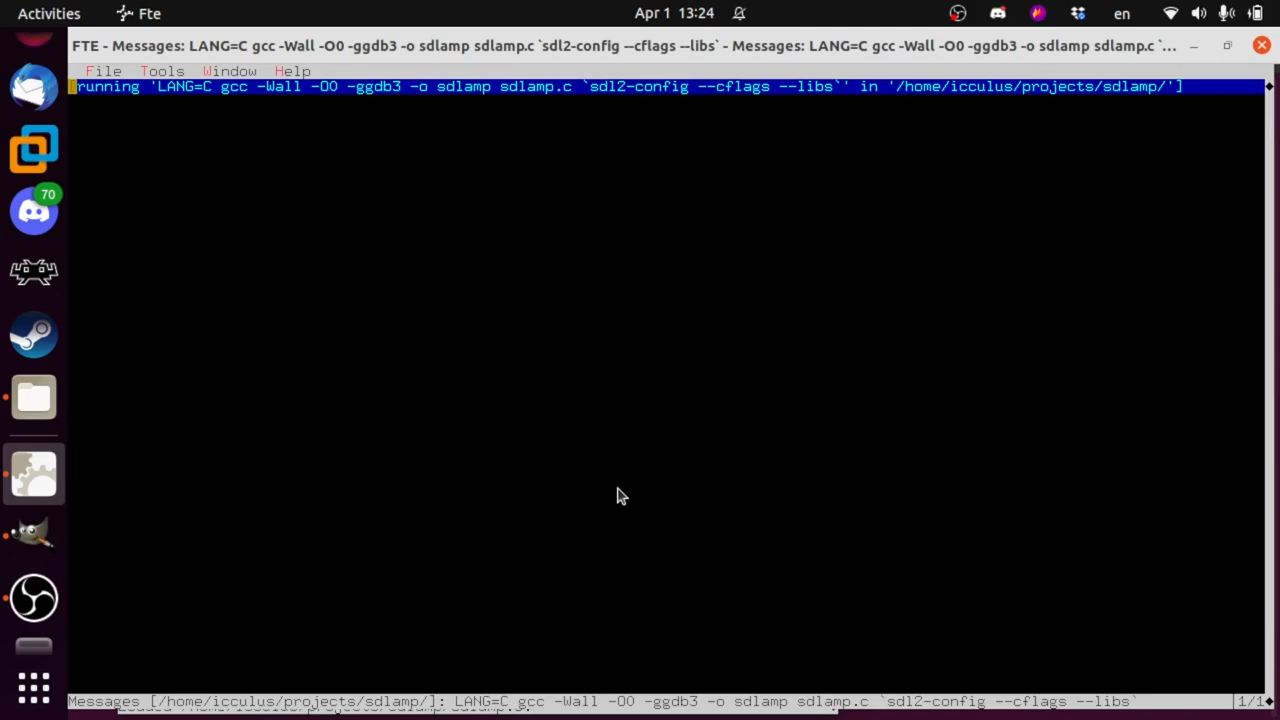 Activities Fte Apr 1 13:24 en
FTE - Messages: LANG=C gcc -Wall -O0 -ggdb3 -o sdlamp sdlamp.c `sdl2-config --cflags --libs` - Messages: LANG=C gcc -Wall -O0 -ggdb3 -o sdlamp sdlamp.c `...
File Tools Window Help
[running 'LANG=C gcc -Wall -O0 -ggdb3 -o sdlamp sdlamp.c `sdl2-config --cflags --libs`' in '/home/icculus/projects/sdlamp/']
70
Messages [/home/icculus/projects/sdlamp/]: LANG=C gcc -Wall -O0 -ggdb3 -o sdlamp sdlamp.c `sdl2-config --cflags --libs` 1/1